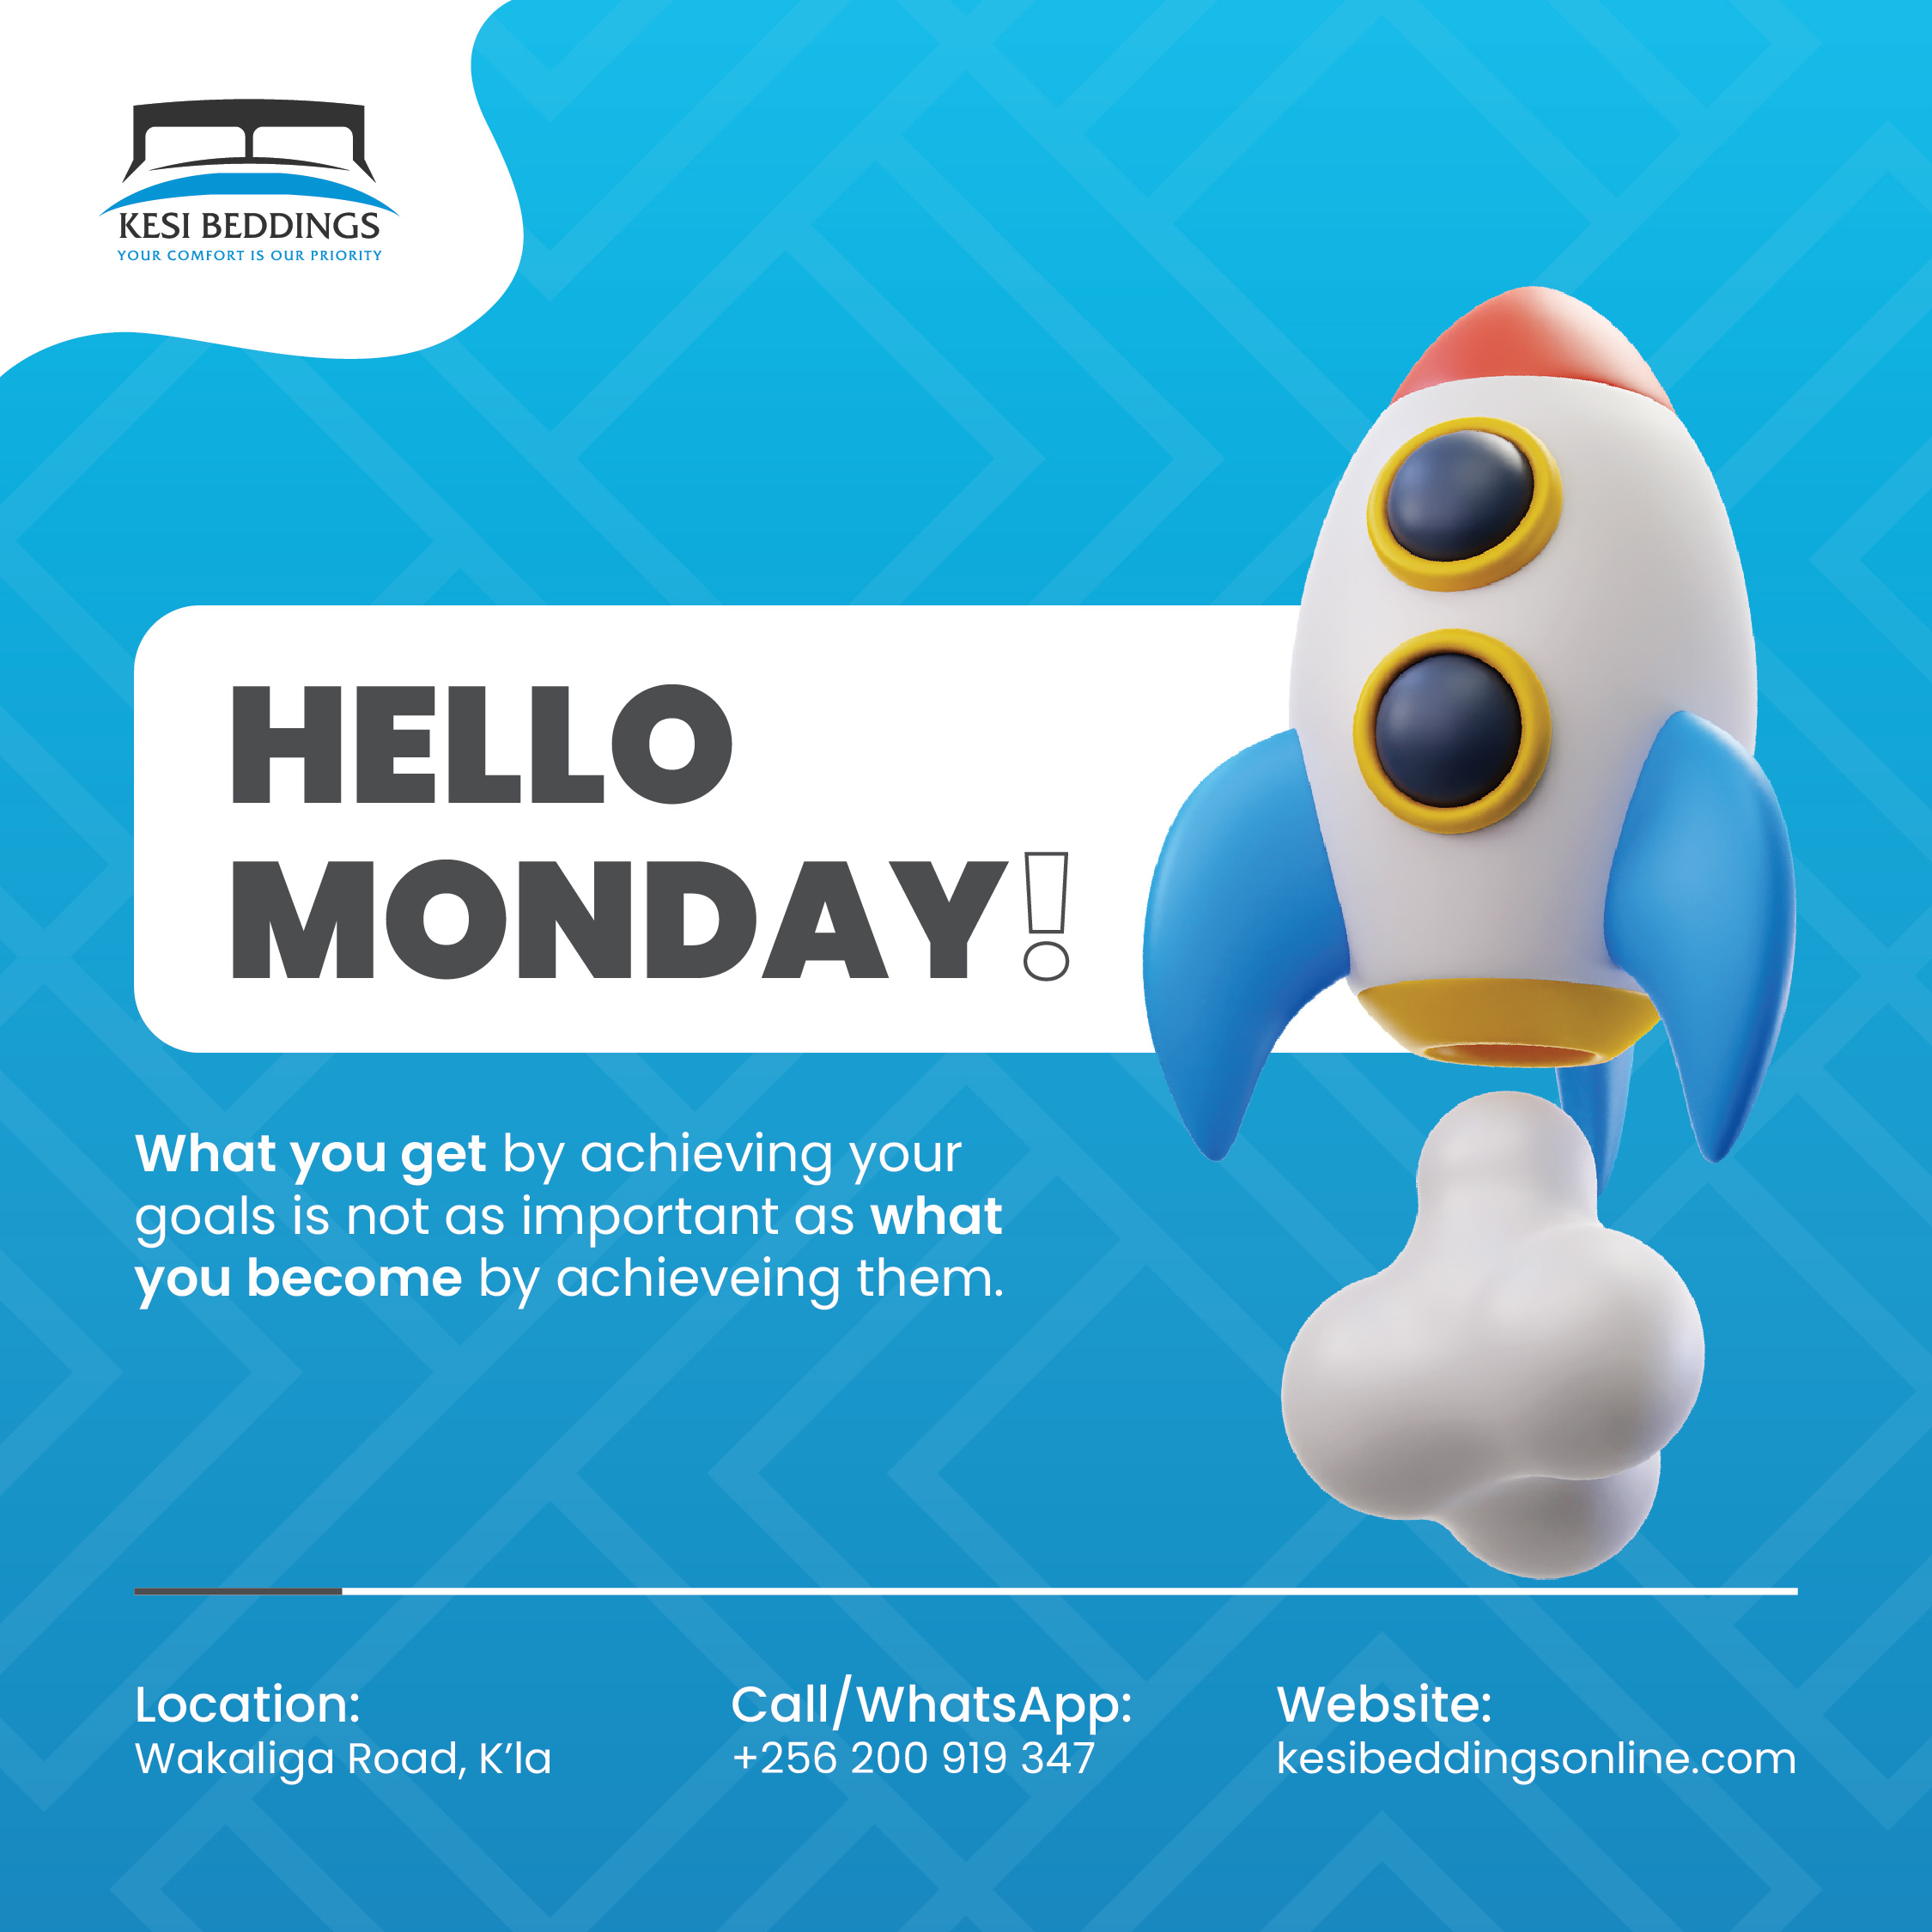 KESI BEDDINGS
YOUR COMFORT IS OUR PRIORITY
HELLO
MONDAY!
What you get by achieving your
goals is not as important as what
you become by achieveing them.
Location:
Wakaliga Road, K’la
Call/WhatsApp:
+256 200 919 347
Website:
kesibeddingsonline.com